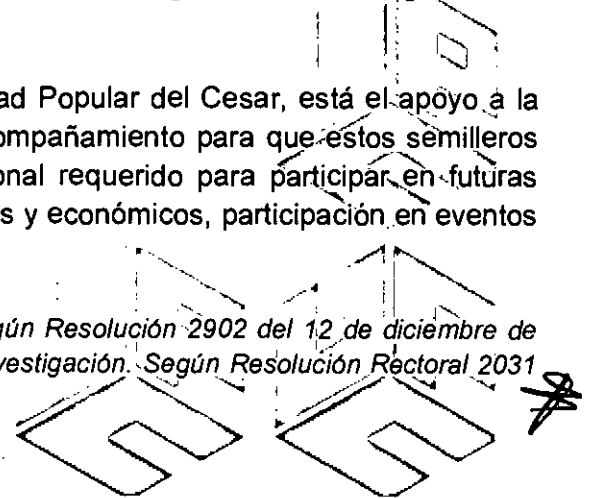 ad Popular del Cesar, está el apoyo a la
ompañamiento para que estos semilleros
onal requerido para participar en futuras
s y económicos, participación en eventos
gún Resolución 2902 del 12 de diciembre de
vestigación. Según Resolución Rectoral 2031